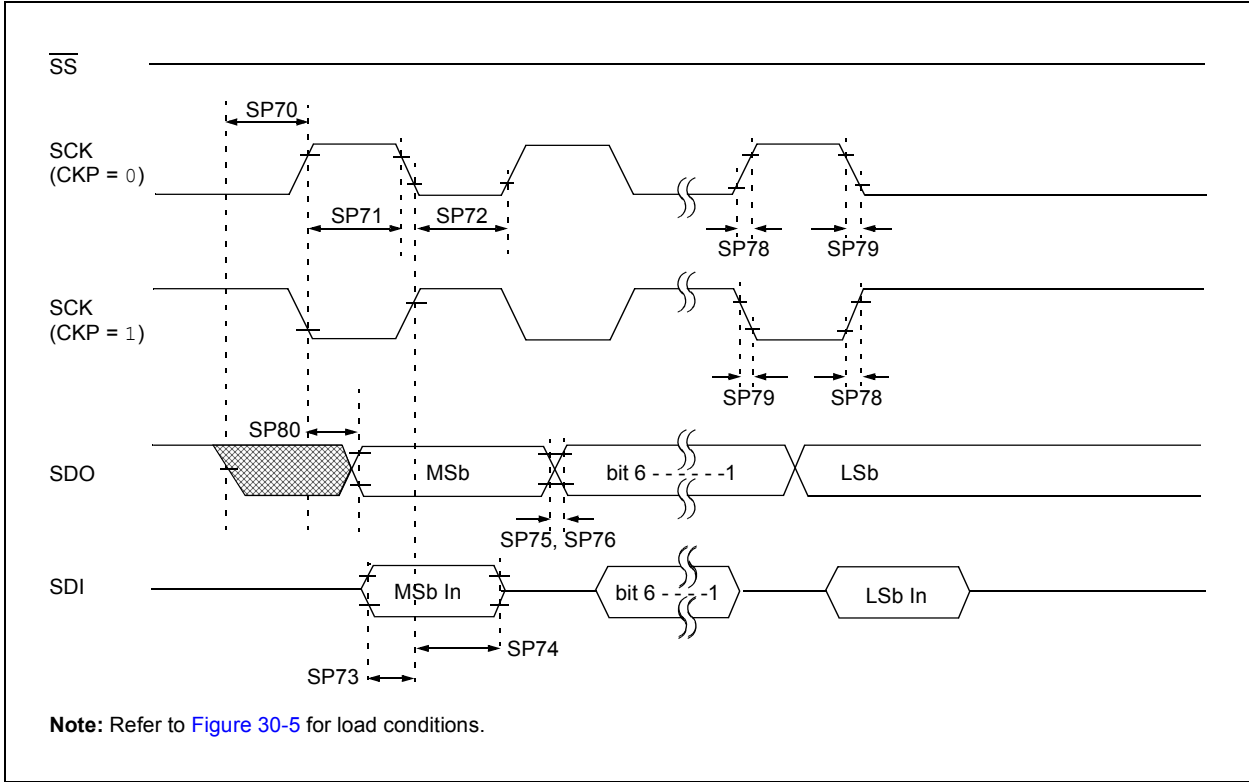 SS
SP70
SCK
(CKP = 0)
SP71
SP72
SP78
SP79
SCK
(CKP = 1)
SP79
SP78
SP80
SDO
MSb
bit 6 - - - - - -1
LSb
SP75, SP76
SDI
MSb In
bit 6 - - - - -1
LSb In
SP74
SP73
Note: Refer to Figure 30-5 for load conditions.